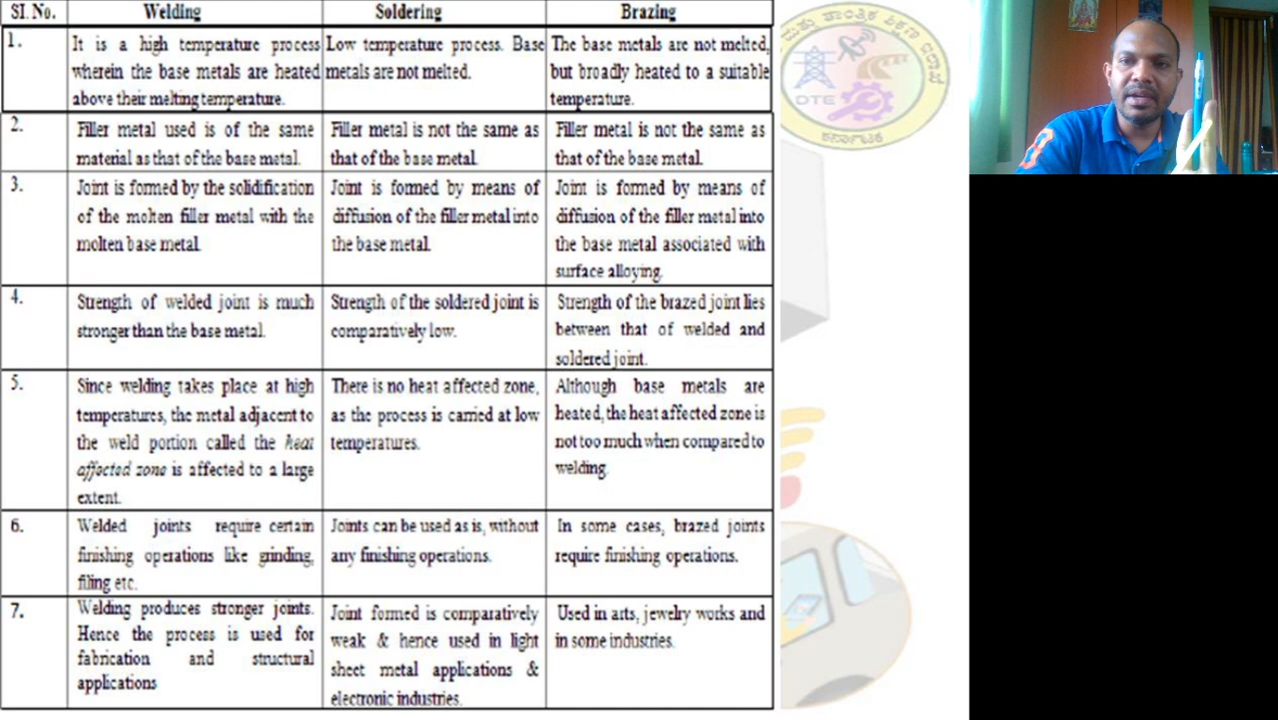 SI. No. Welding Soldering Brazing
1.
It is a high temperature process
wherein the base metals are heated
above their melting temperature.
Low temperature process. Base
metals are not melted.
The base metals are not melted,
but broadly heated to a suitable
temperature.
2.
Filler metal used is of the same
material as that of the base metal.
Filler metal is not the same as
that of the base metal.
Filler metal is not the same as
that of the base metal.
3.
Joint is formed by the solidification
of the molten filler metal with the
molten base metal.
Joint is formed by means of
diffusion of the filler metal into
the base metal.
Joint is formed by means of
diffusion of the filler metal into
the base metal associated with
surface alloying.
4.
Strength of welded joint is much
stronger than the base metal.
Strength of the soldered joint is
comparatively low.
Strength of the brazed joint lies
between that of welded and
soldered joint.
5.
Since welding takes place at high
temperatures, the metal adjacent to
the weld portion called the heat
affected zone is affected to a large
extent.
There is no heat affected zone,
as the process is carried at low
temperatures.
Although base metals are
heated, the heat affected zone is
not too much when compared to
welding.
6.
Welded joints require certain
finishing operations like grinding,
filing etc.
Joints can be used as is, without
any finishing operations.
In some cases, brazed joints
require finishing operations.
7.
Welding produces stronger joints.
Hence the process is used for
fabrication and structural
applications
Joint formed is comparatively
weak & hence used in light
sheet metal applications &
electronic industries.
Used in arts, jewelry works and
in some industries.
ಮತ್ತು ತಾಂತ್ರಿಕ ಶಿಕ್ಷಣ
DTE
ಕರ್ನಾಟಕ